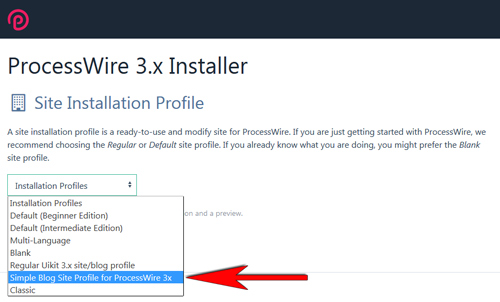 ProcessWire 3.x Installer
Site Installation Profile
A site installation profile is a ready-to-use and modify site for ProcessWire. If you are just getting started with ProcessWire, we
recommend choosing the Regular or Default site profile. If you already know what you are doing, you might prefer the Blank
site profile.
Installation Profiles
Installation Profiles
Default (Beginner Edition)
Default (Intermediate Edition)
on and a preview.
Multi-Language
Blank
Regular Uikit 3.x site/blog profile
Simple Blog Site Profile for ProcessWire 3x
Classic